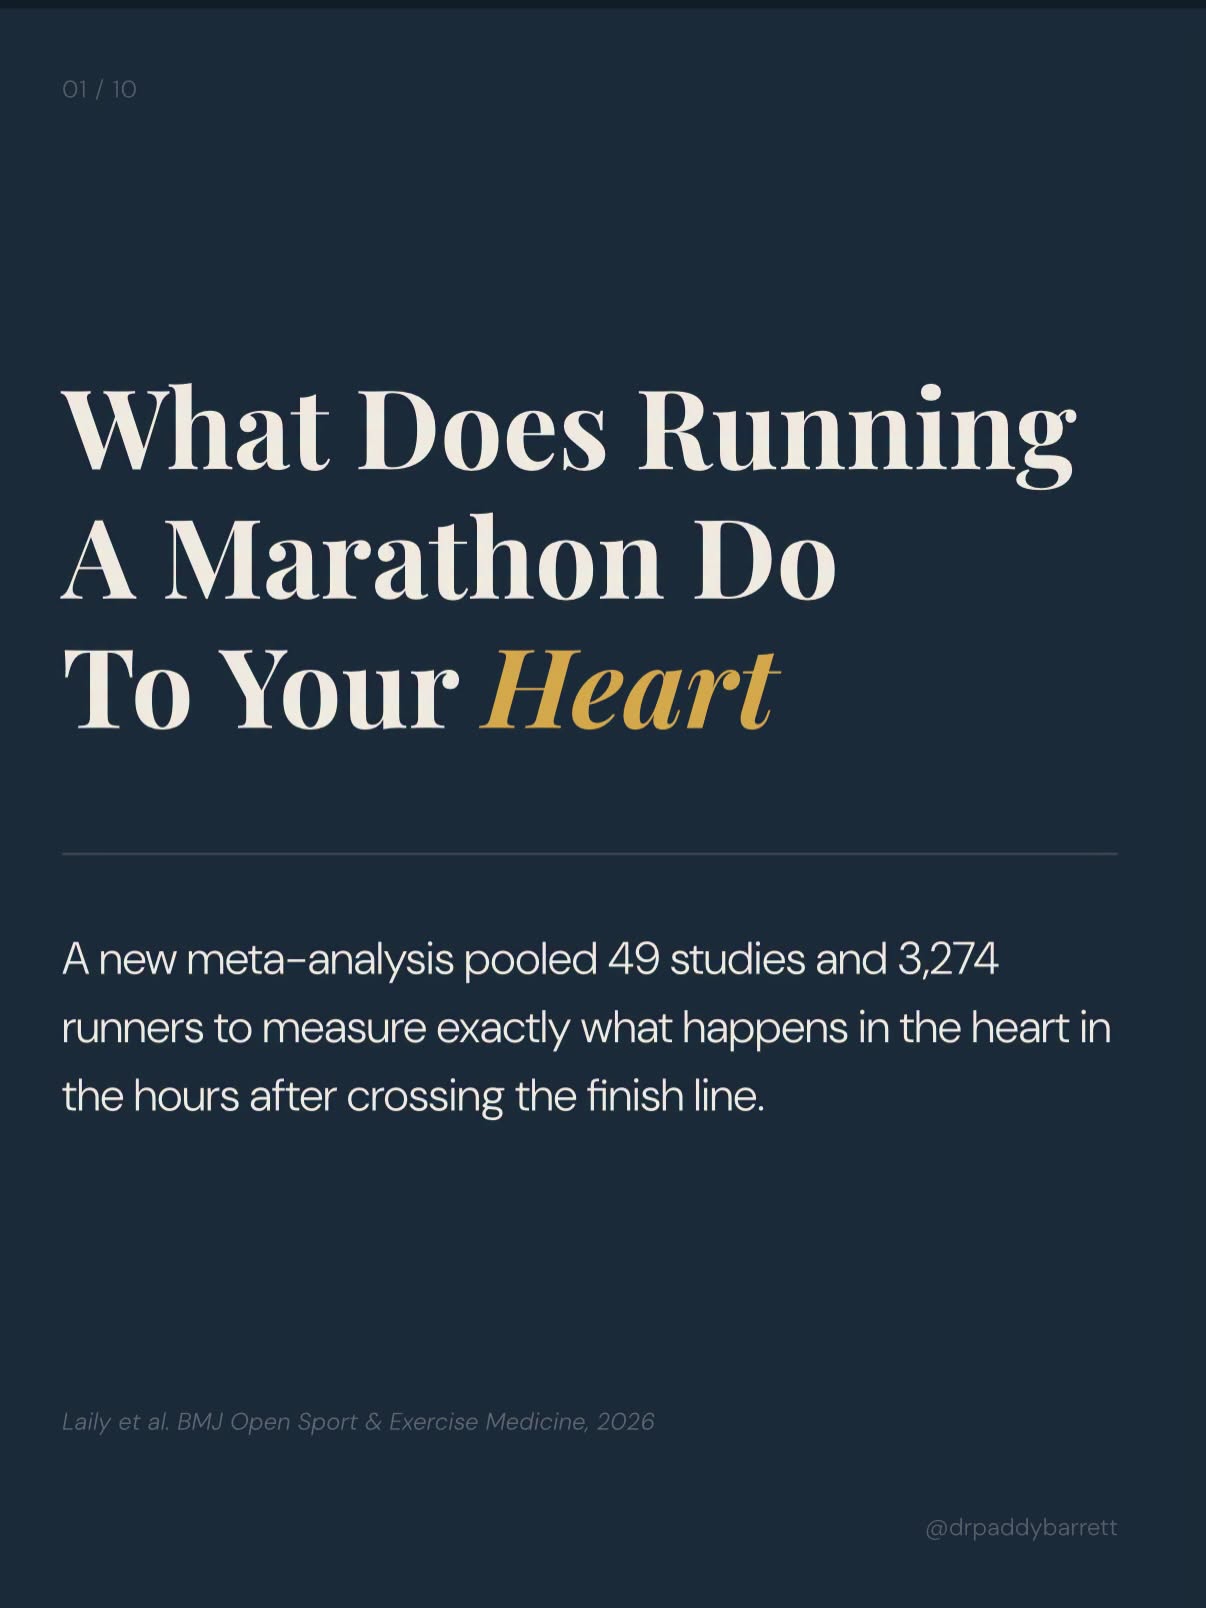 01 / 10
What Does Running
A Marathon Do
To Your Heart
A new meta-analysis pooled 49 studies and 3,274
runners to measure exactly what happens in the heart in
the hours after crossing the finish line.
Laily et al. BMJ Open Sport & Exercise Medicine, 2026
@drpaddybarrett